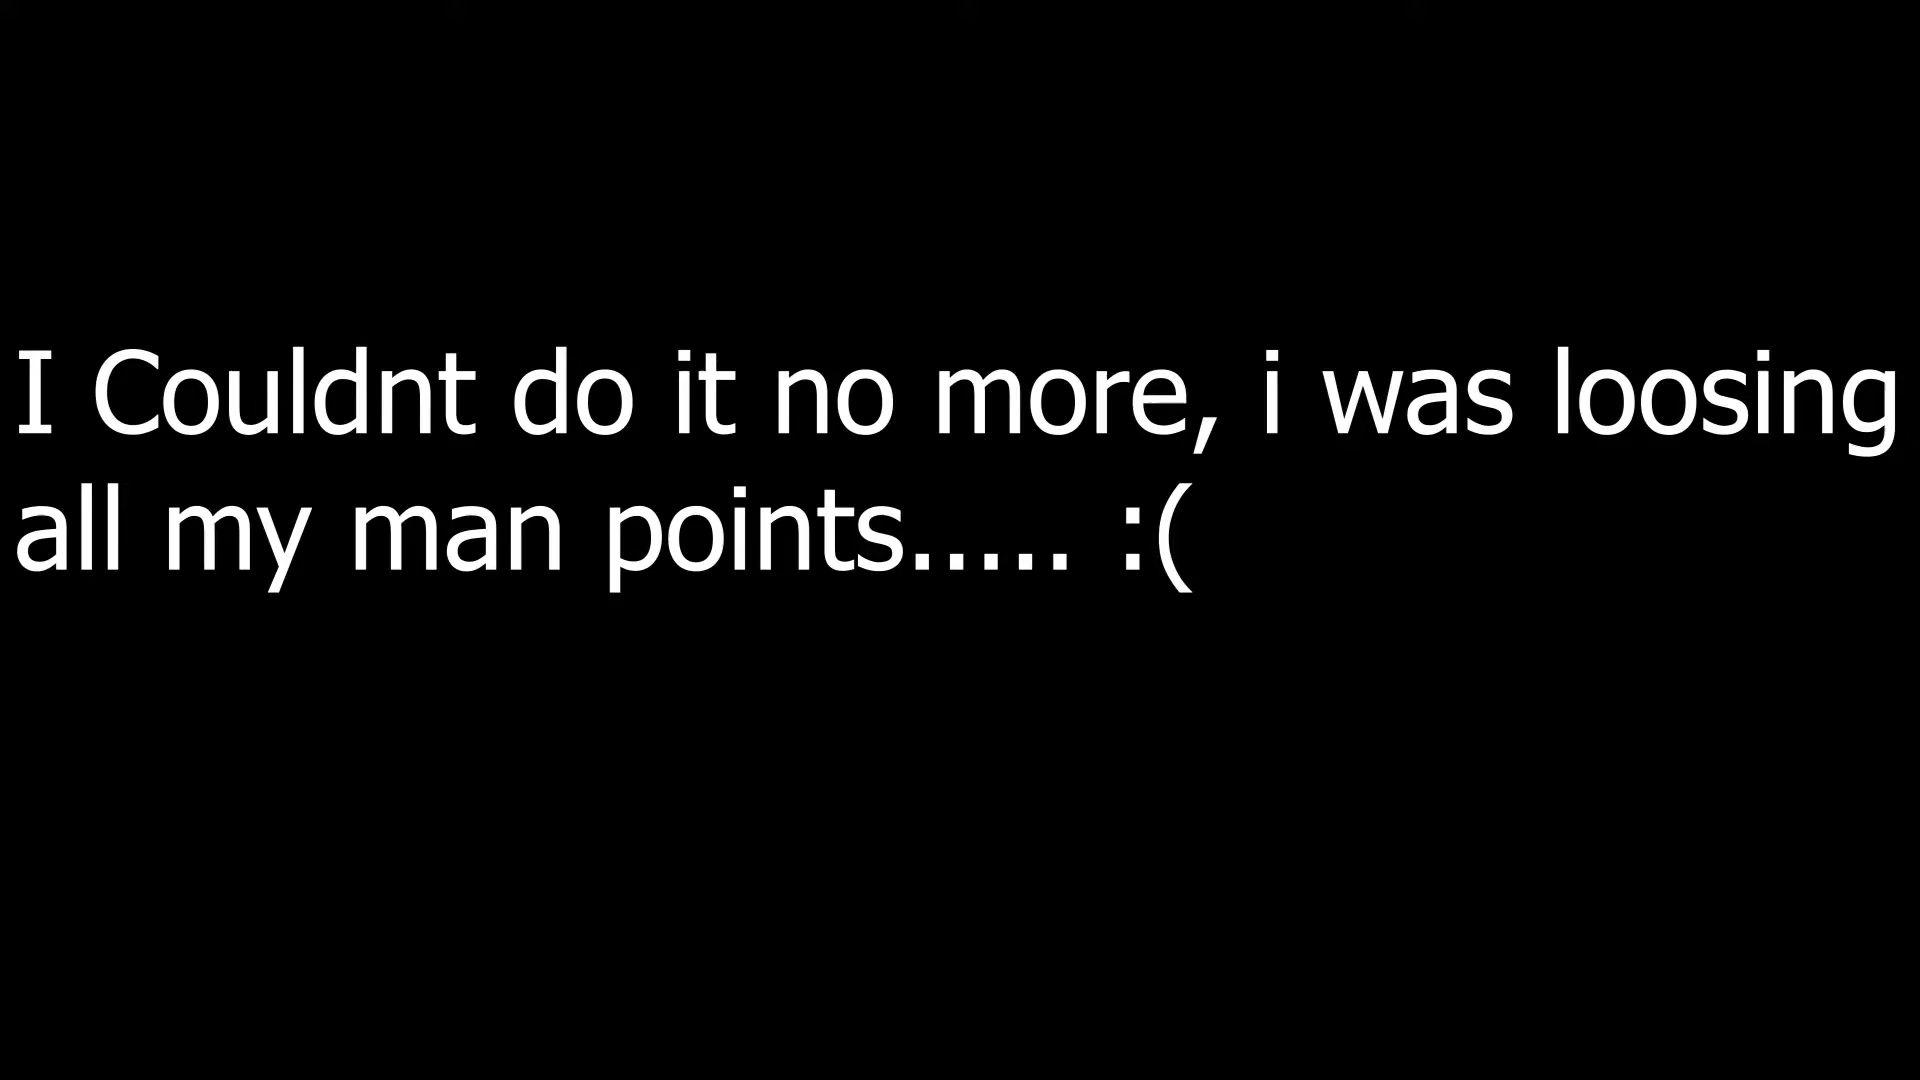 I Couldnt do it no more, i was loosing
all my man points..... :(